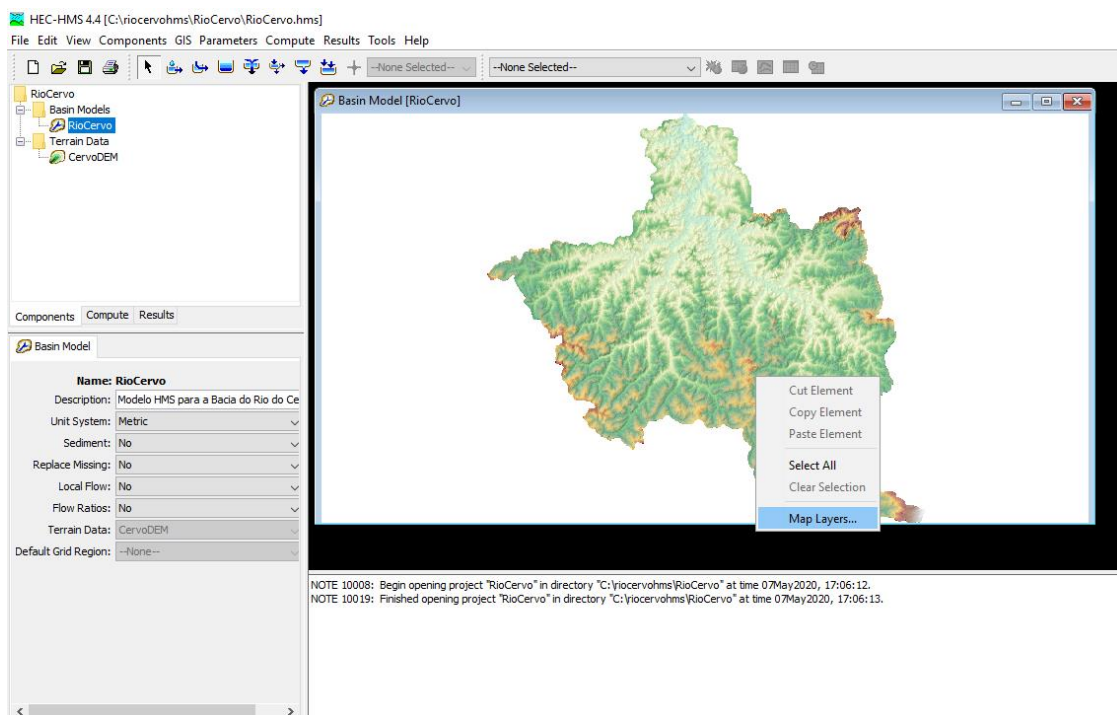 HEC-HMS 4.4 [C:\riocervohms\RioCervo\RioCervo.hms]
File Edit View Components GIS Parameters Compute Results Tools Help
--None Selected-- --None Selected--
RioCervo
Basin Models
RioCervo
Terrain Data
CervoDEM
Components Compute Results
Basin Model
Name: RioCervo
Description: Modelo HMS para a Bacia do Rio do Ce
Unit System: Metric
Sediment: No
Replace Missing: No
Local Flow: No
Flow Ratios: No
Terrain Data: CervoDEM
Default Grid Region: --None--
Basin Model [RioCervo]
Cut Element
Copy Element
Paste Element
Select All
Clear Selection
Map Layers...
NOTE 10008: Begin opening project "RioCervo" in directory "C:\riocervohms\RioCervo" at time 07May2020, 17:06:12.
NOTE 10019: Finished opening project "RioCervo" in directory "C:\riocervohms\RioCervo" at time 07May2020, 17:06:13.